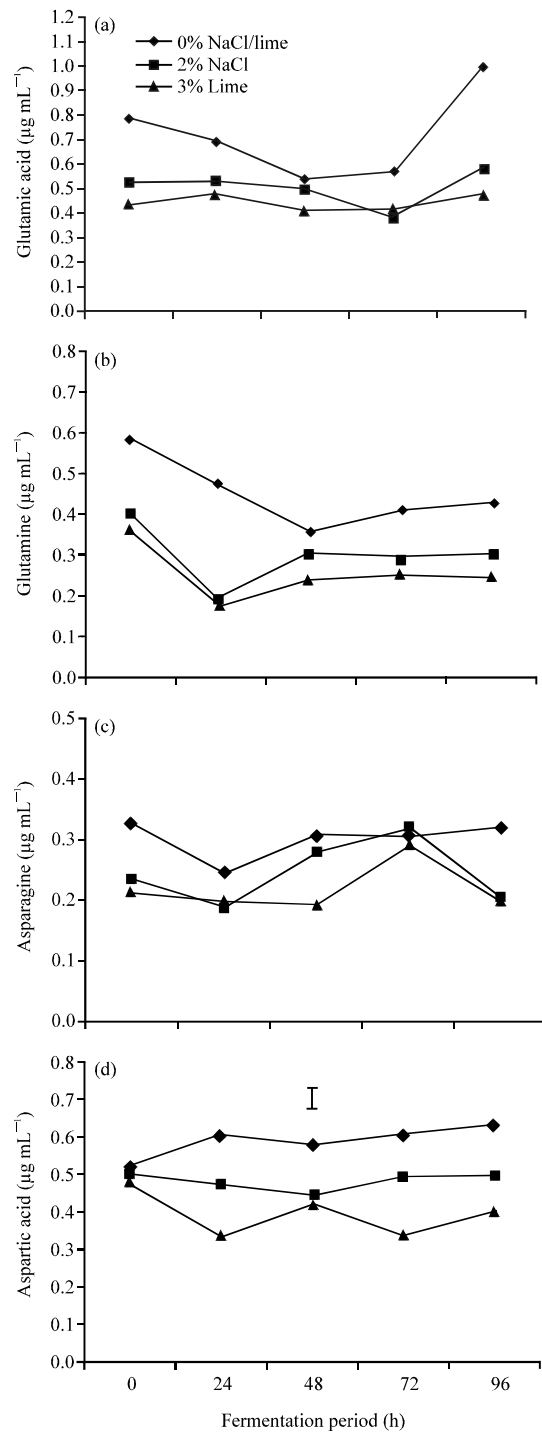 (a)
0% NaCl/lime
2% NaCl
3% Lime
1.2
1.1
1.0
0.9
0.8
0.7
0.6
0.5
0.4
0.3
0.2
0.1
0.0
Glutamic acid (µg mL⁻¹)
(b)
0.8
0.7
0.6
0.5
0.4
0.3
0.2
0.1
0.0
Glutamine (µg mL⁻¹)
(c)
0.5
0.4
0.3
0.2
0.1
0.0
Asparagine (µg mL⁻¹)
(d)
0.8
0.7
0.6
0.5
0.4
0.3
0.2
0.1
0.0
Aspartic acid (µg mL⁻¹)
0 24 48 72 96
Fermentation period (h)